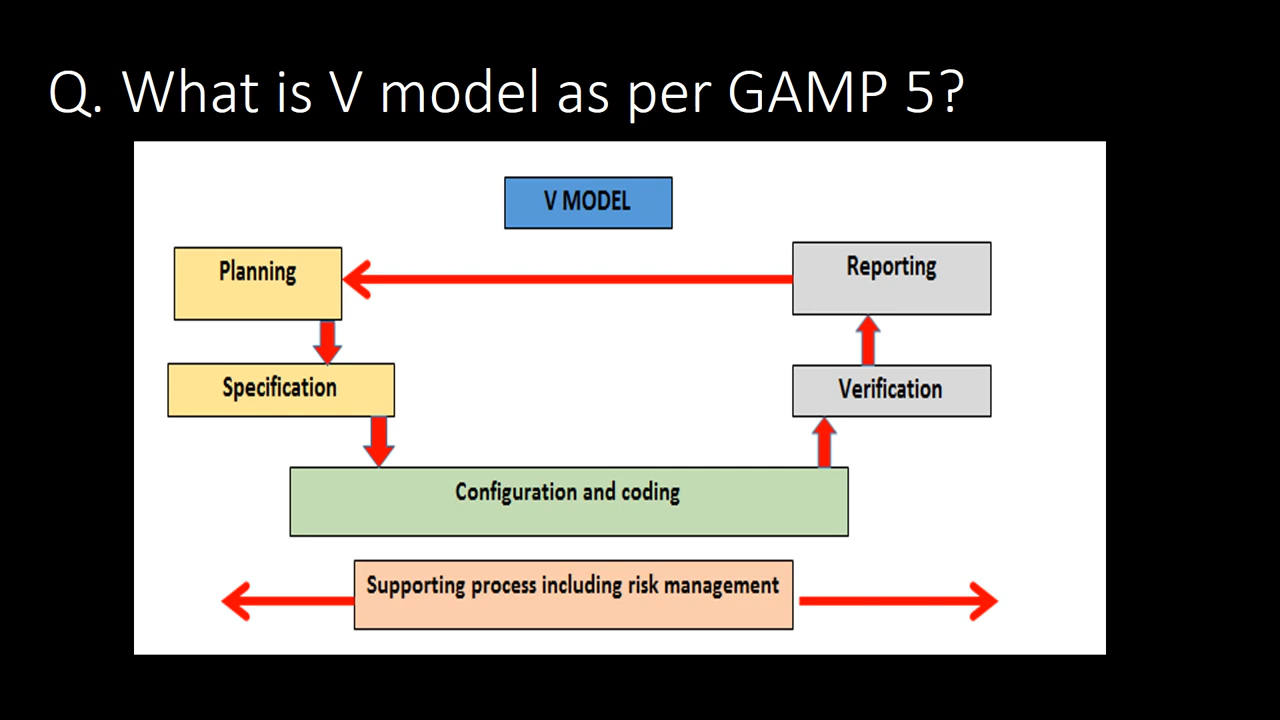 Q. What is V model as per GAMP 5?
V MODEL
Planning
Reporting
Specification
Verification
Configuration and coding
Supporting process including risk management